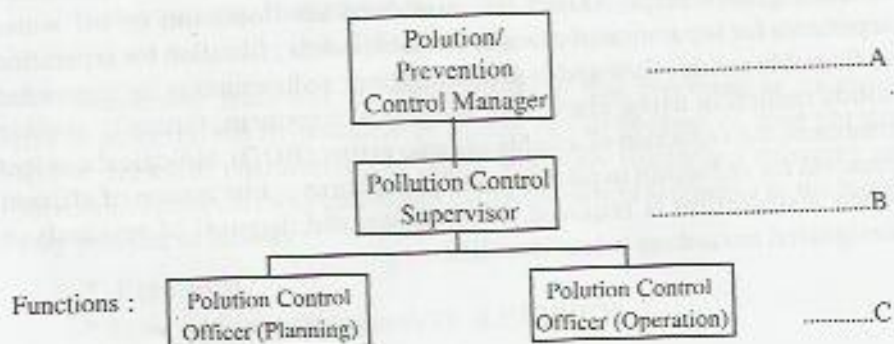 Polution/
Prevention
Control Manager
....................A
Pollution Control
Supervisor
....................B
Functions :
Polution Control
Officer (Planning)
Polution Control
Officer (Operation)
.........C